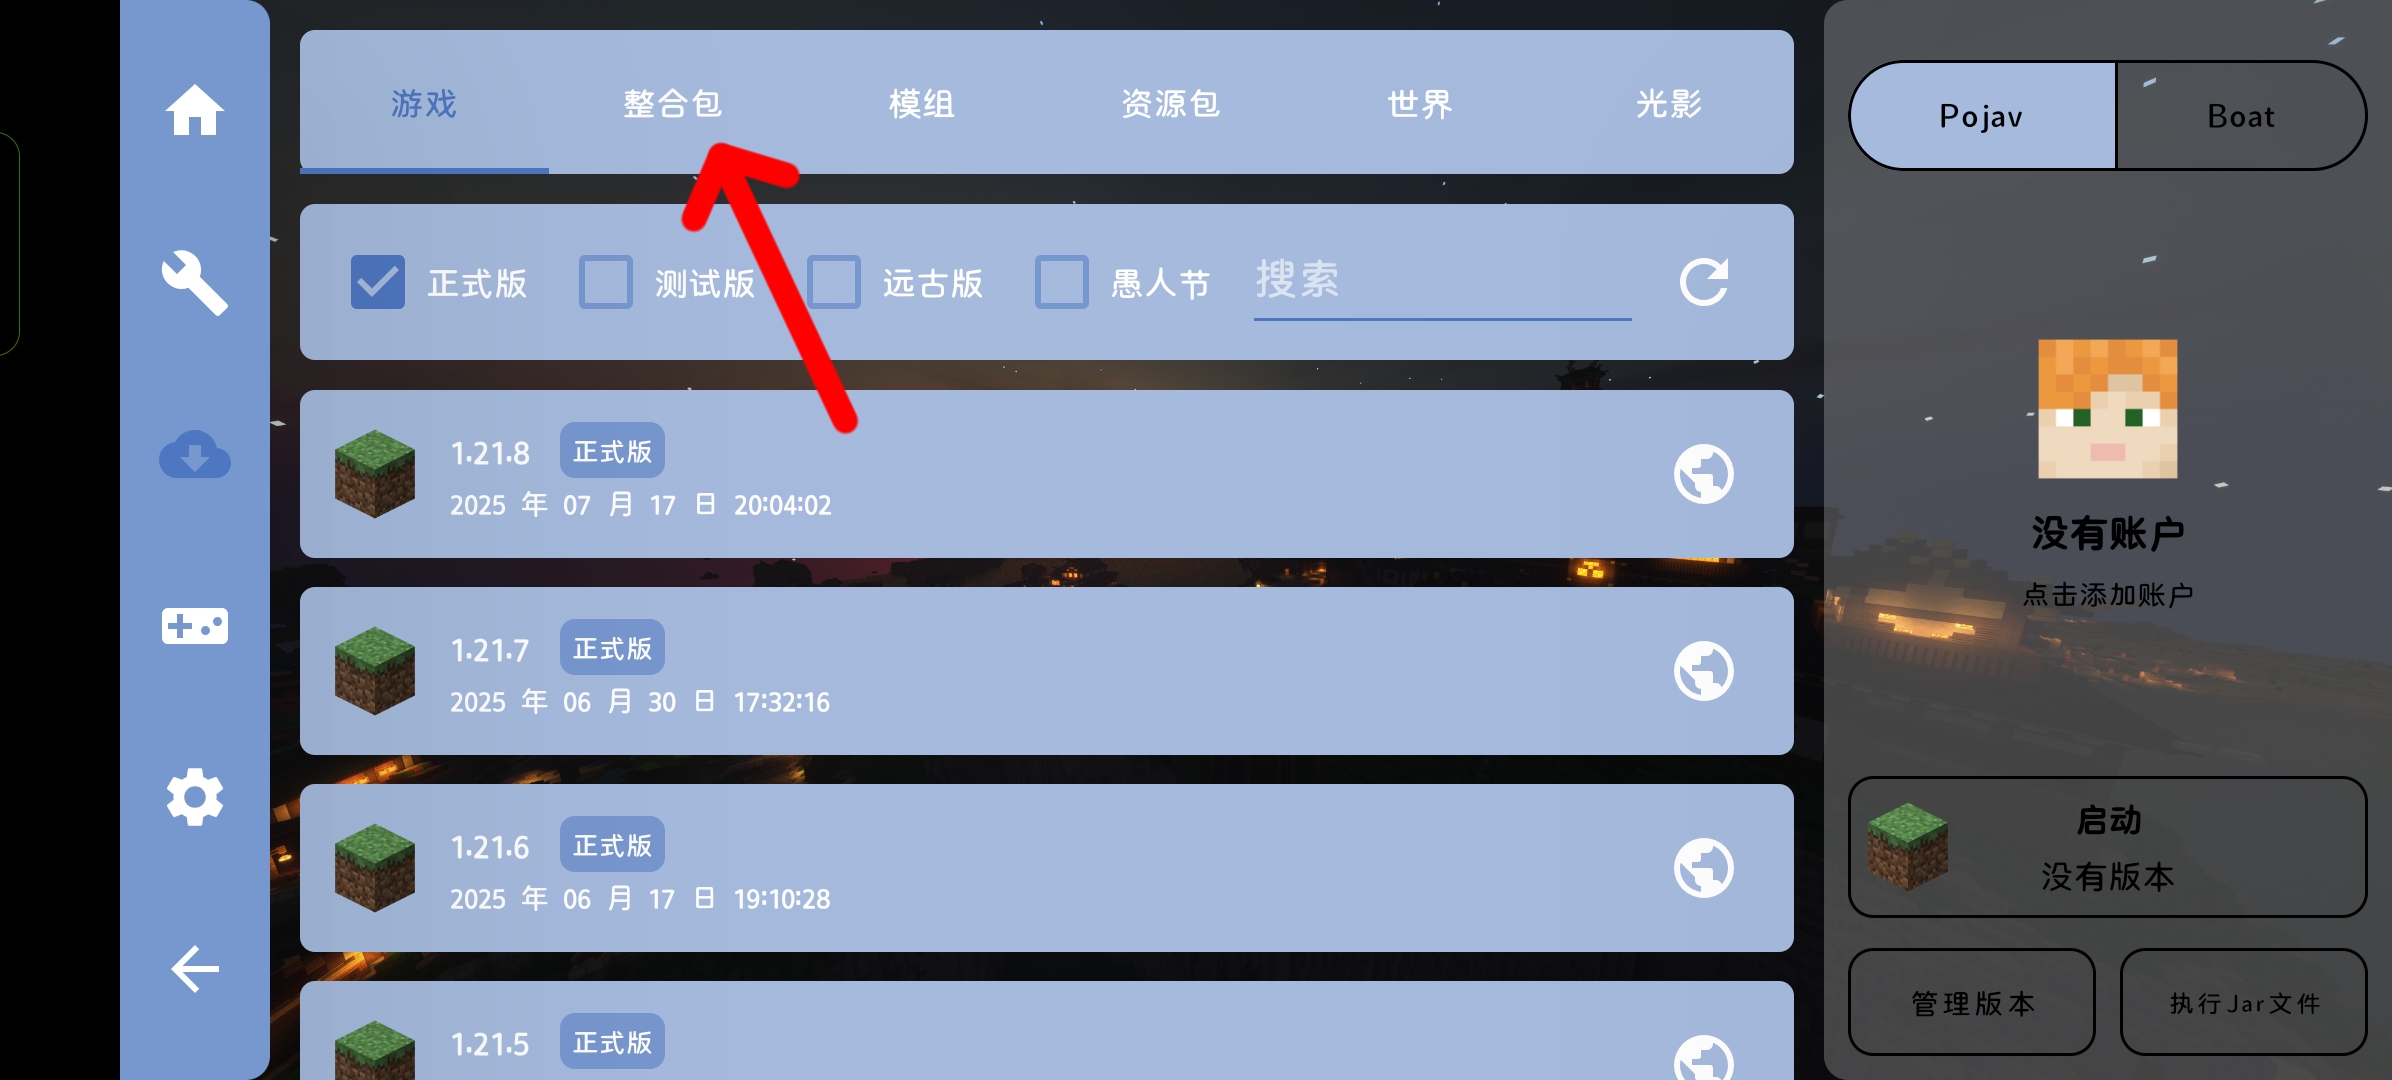 游戏 整合包 模组 资源包 世界 光影
正式版 测试版 远古版 愚人节 搜索
1.21.8 正式版
2025 年 07 月 17 日 20:04:02
1.21.7 正式版
2025 年 06 月 30 日 17:32:16
1.21.6 正式版
2025 年 06 月 17 日 19:10:28
1.21.5 正式版
Pojav Boat
没有账户
点击添加账户
启动
没有版本
管理版本 执行Jar文件